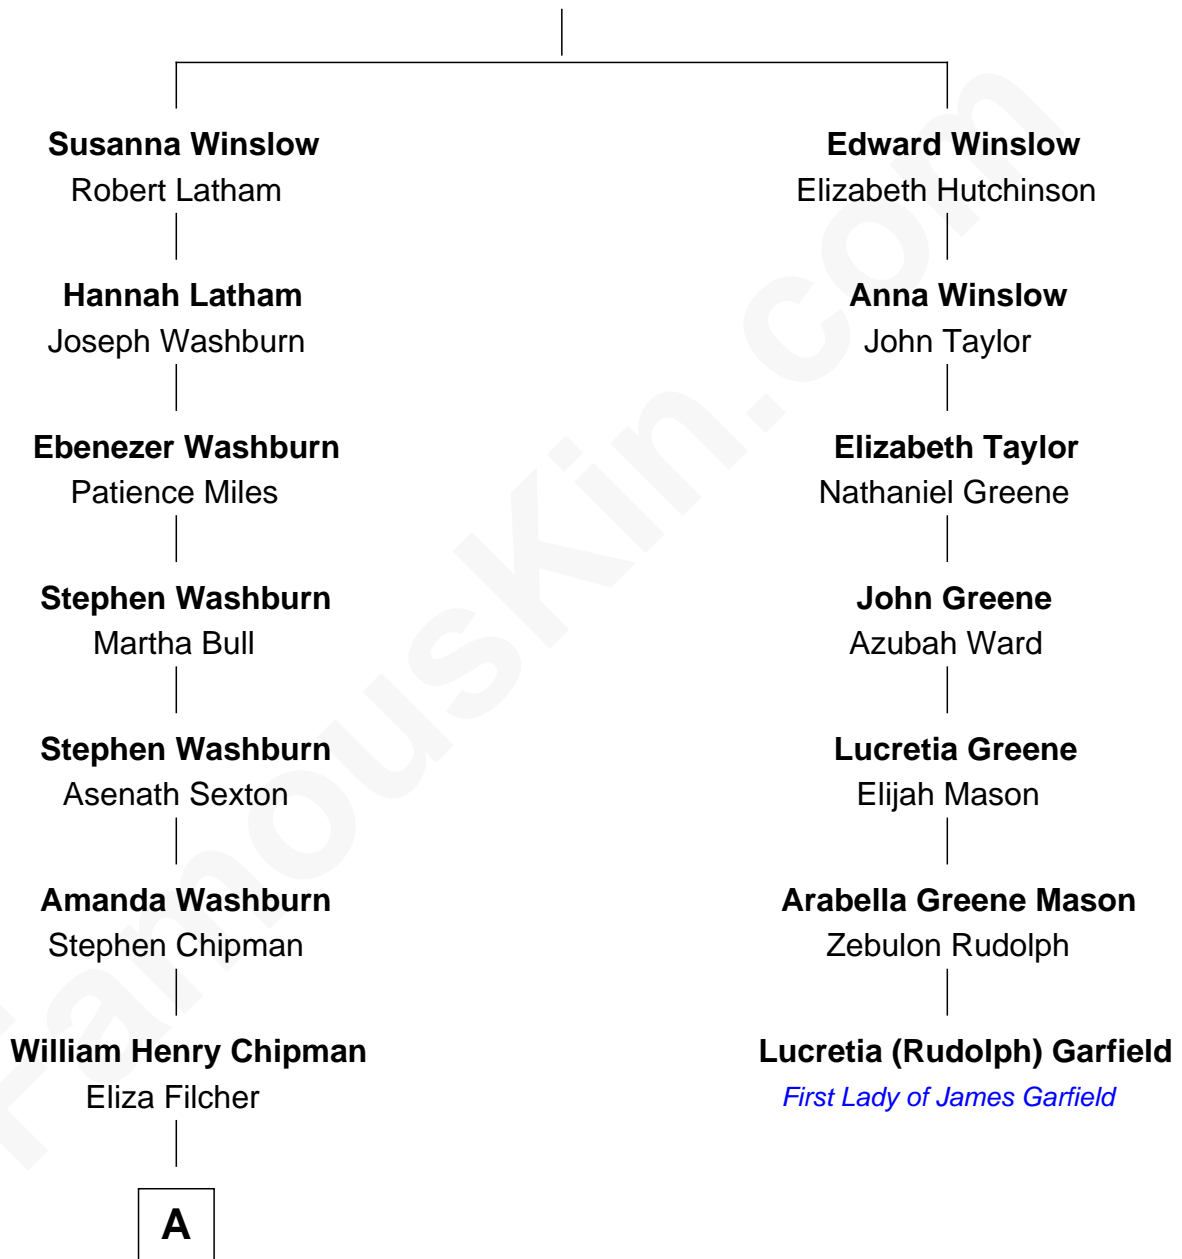 Susanna Winslow
Robert Latham
Edward Winslow
Elizabeth Hutchinson
Hannah Latham
Joseph Washburn
Anna Winslow
John Taylor
Ebenezer Washburn
Patience Miles
Elizabeth Taylor
Nathaniel Greene
Stephen Washburn
Martha Bull
John Greene
Azubah Ward
Stephen Washburn
Asenath Sexton
Lucretia Greene
Elijah Mason
Amanda Washburn
Stephen Chipman
Arabella Greene Mason
Zebulon Rudolph
William Henry Chipman
Eliza Filcher
Lucretia (Rudolph) Garfield
First Lady of James Garfield
A
FamousKin.com